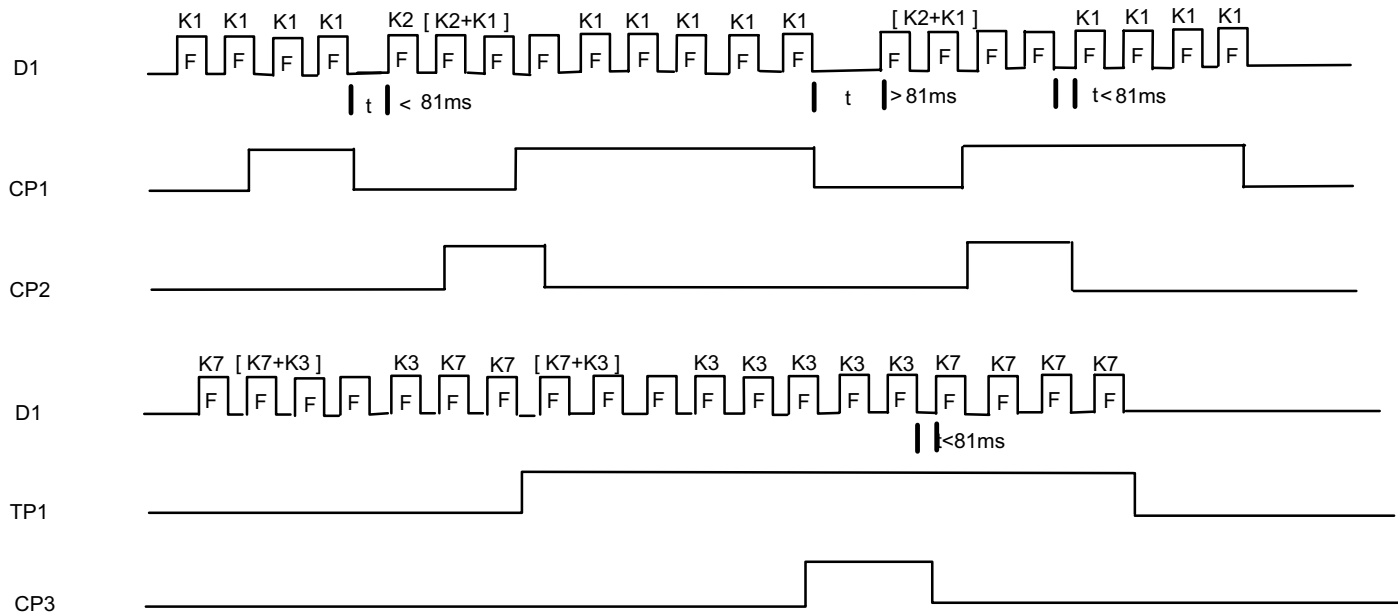 K1 K1 K1 K1 K2 [ K2+K1 ] K1 K1 K1 K1 K1 [ K2+K1 ] K1 K1 K1 K1
D1 F F F F F F F F F F F F F F F F F F F F F
t < 81ms t >81ms t<81ms
CP1
CP2
K7 [ K7+K3 ] K3 K7 K7 [ K7+K3 ] K3 K3 K3 K3 K3 K7 K7 K7 K7
D1 F F F F F F F F F F F F F F F F F F F
t<81ms
TP1
CP3